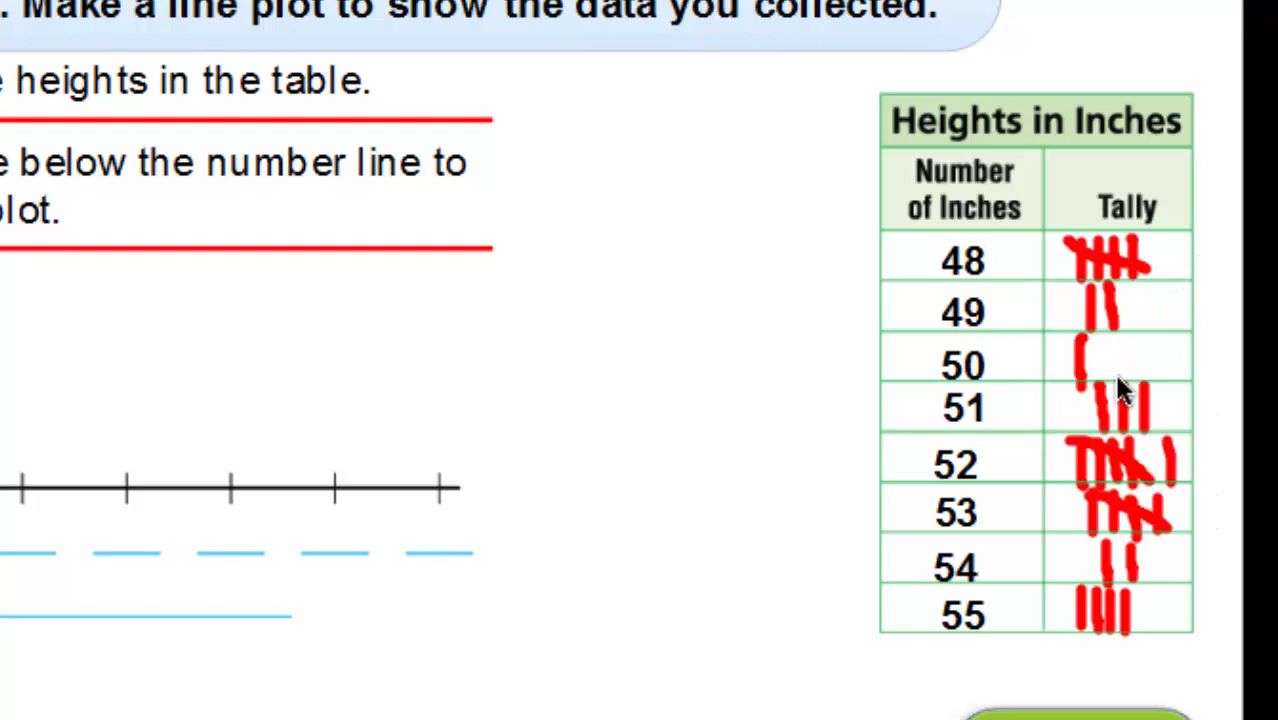 . Make a line plot to show the data you collected.
e heights in the table.
e below the number line to
plot.
Heights in Inches
Number
of Inches
Tally
48
49
50
51
52
53
54
55